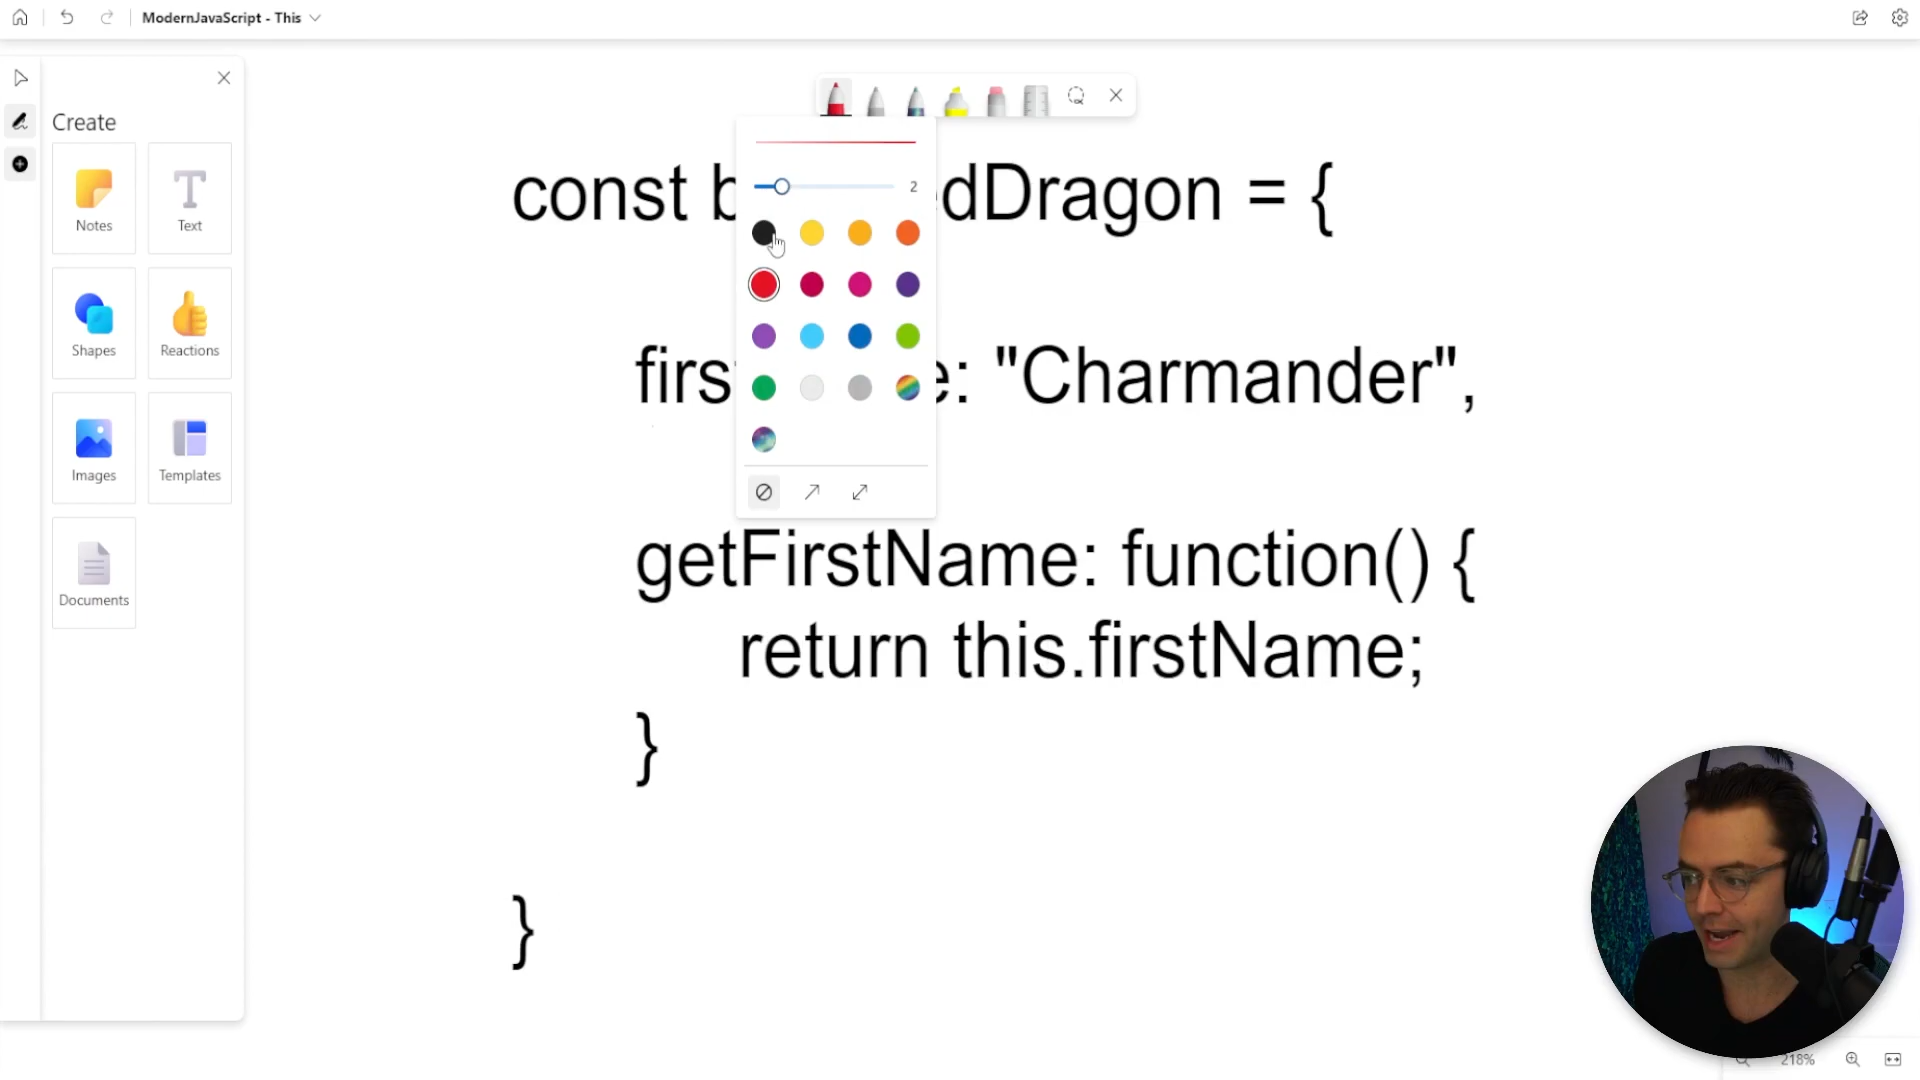 ModernJavaScript - This
Create
Notes
Text
Shapes
Reactions
Images
Templates
Documents
2
const b edDragon = {
firs e: "Charmander",
getFirstName: function() {
return this.firstName;
}
}
218%